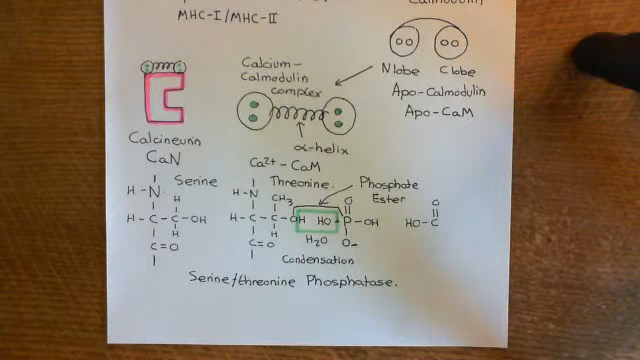 Calmodulin
MHC-I/MHC-II
N lobe C lobe
Apo-Calmodulin
Apo-CaM
Calcium-
Calmodulin
complex
α-helix
Ca2+-CaM
Calcineurin
CaN
Serine
H - N
H
H - C - C - OH
H
C = O
Threonine
H - N
CH3
H - C - C - OH HO - P - OH
H
O
O-
C = O
H2O
Condensation
Phosphate
Ester
O
HO - C
Serine/threonine Phosphatase.